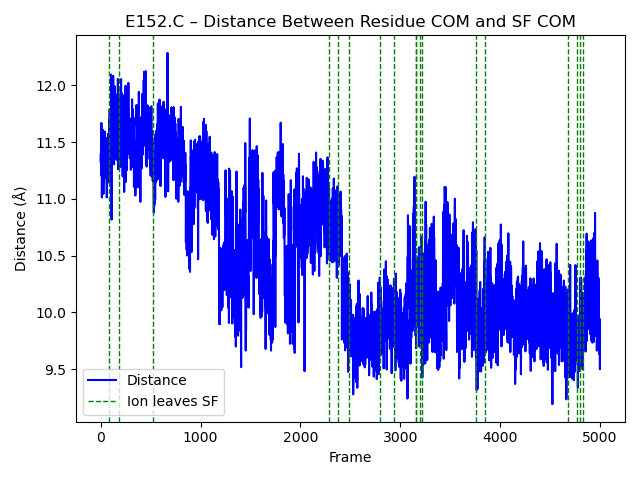 E152.C – Distance Between Residue COM and SF COM
12.0
11.5
11.0
10.5
10.0
9.5
Distance (Å)
Distance
Ion leaves SF
0
1000
2000
3000
4000
5000
Frame